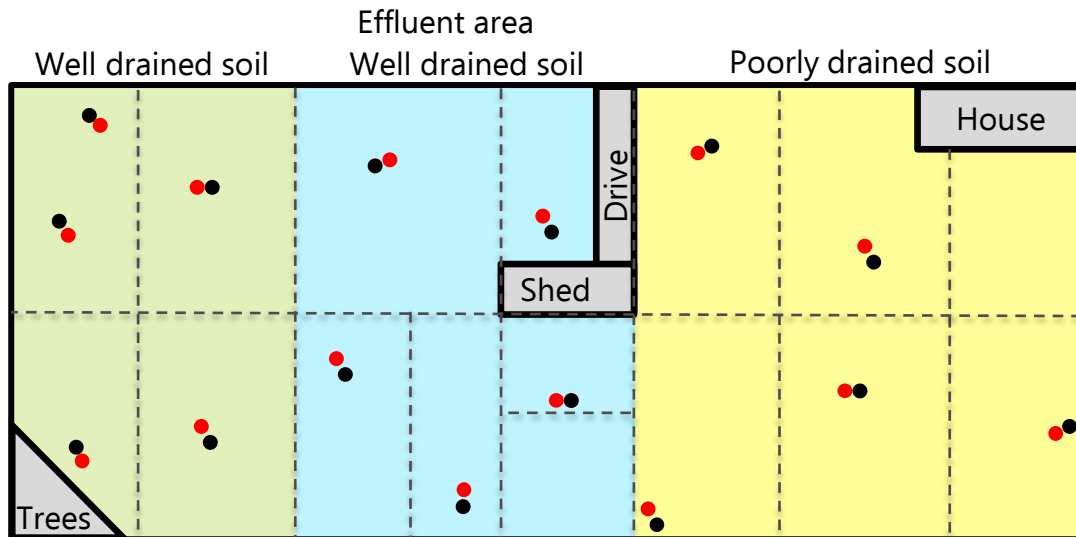 Effluent area
Well drained soil
Well drained soil
Poorly drained soil
House
Drive
Shed
Trees